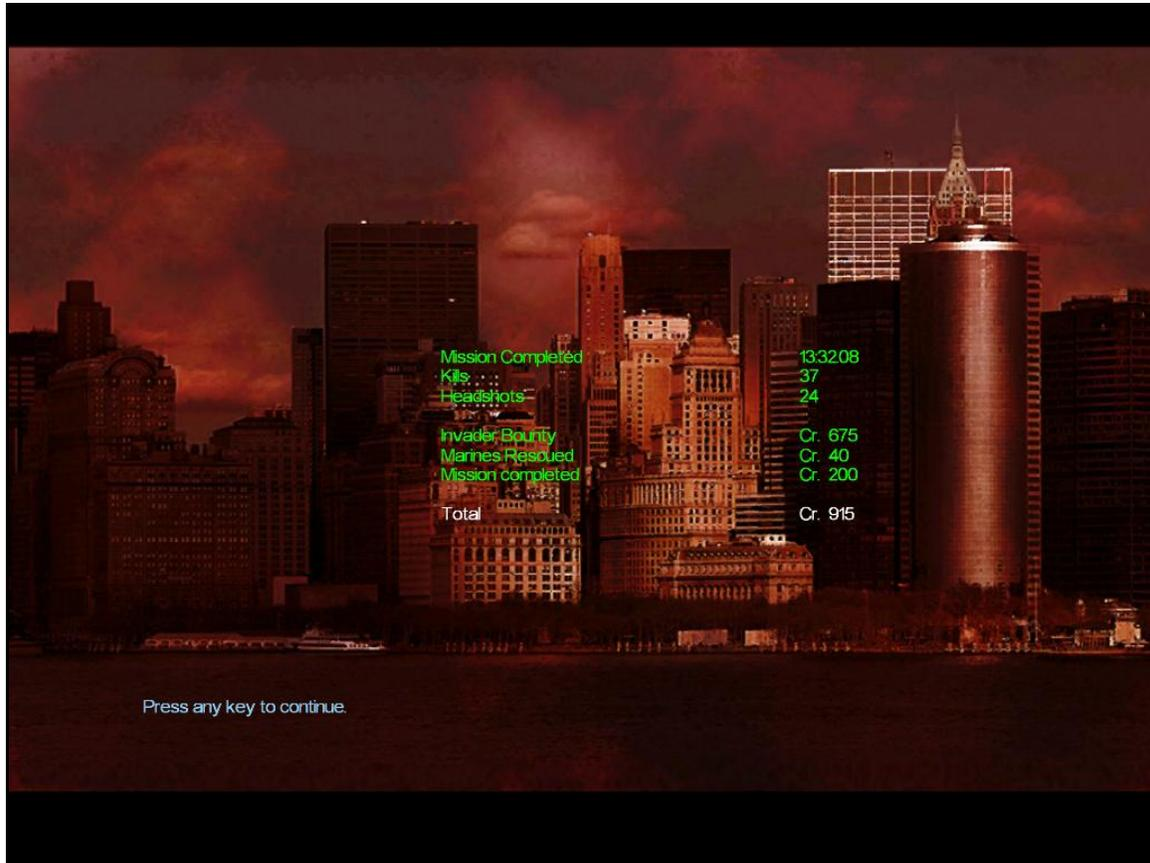 Mission Completed 13:32.08
Kills 37
Headshots 24
Invader Bounty Cr. 675
Marines Rescued Cr. 40
Mission completed Cr. 200
Total Cr. 915
Press any key to continue.